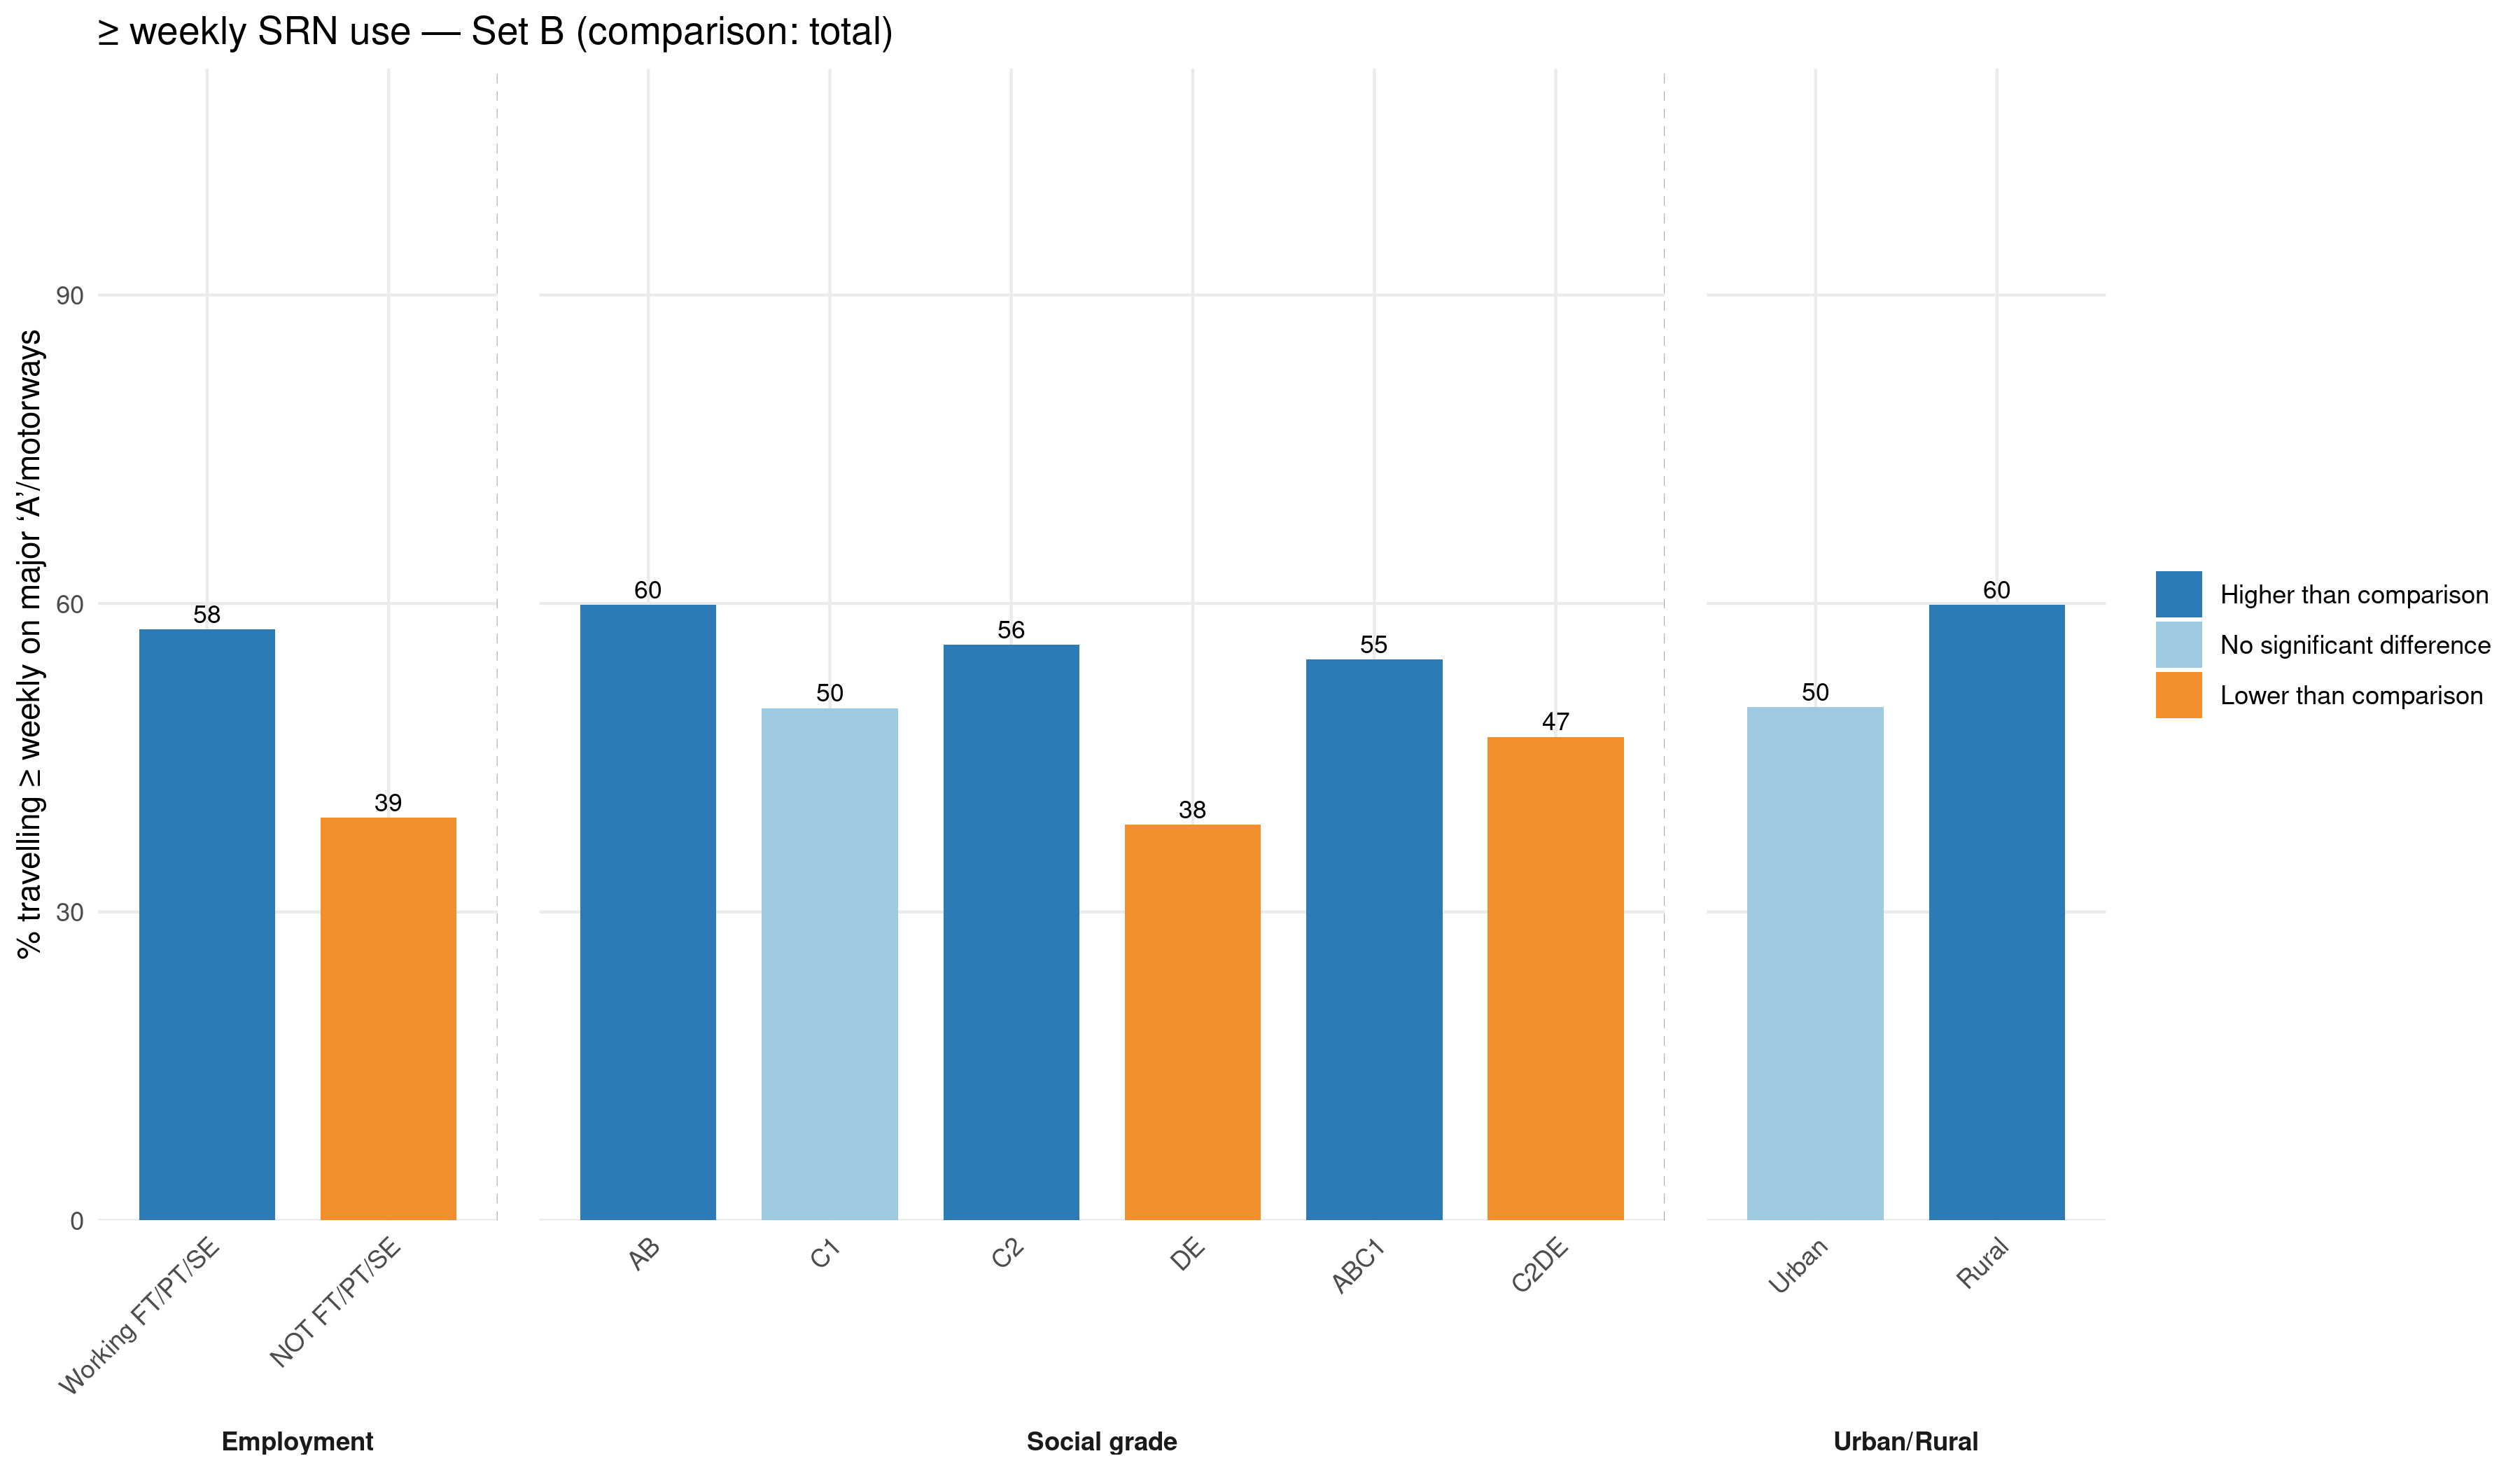 ≥ weekly SRN use — Set B (comparison: total)
% travelling ≥ weekly on major ‘A’/motorways
90
60
30
0
58
39
60
50
56
38
55
47
50
60
Working FT/PT/SE
NOT FT/PT/SE
AB
C1
C2
DE
ABC1
C2DE
Urban
Rural
Employment
Social grade
Urban/Rural
Higher than comparison
No significant difference
Lower than comparison